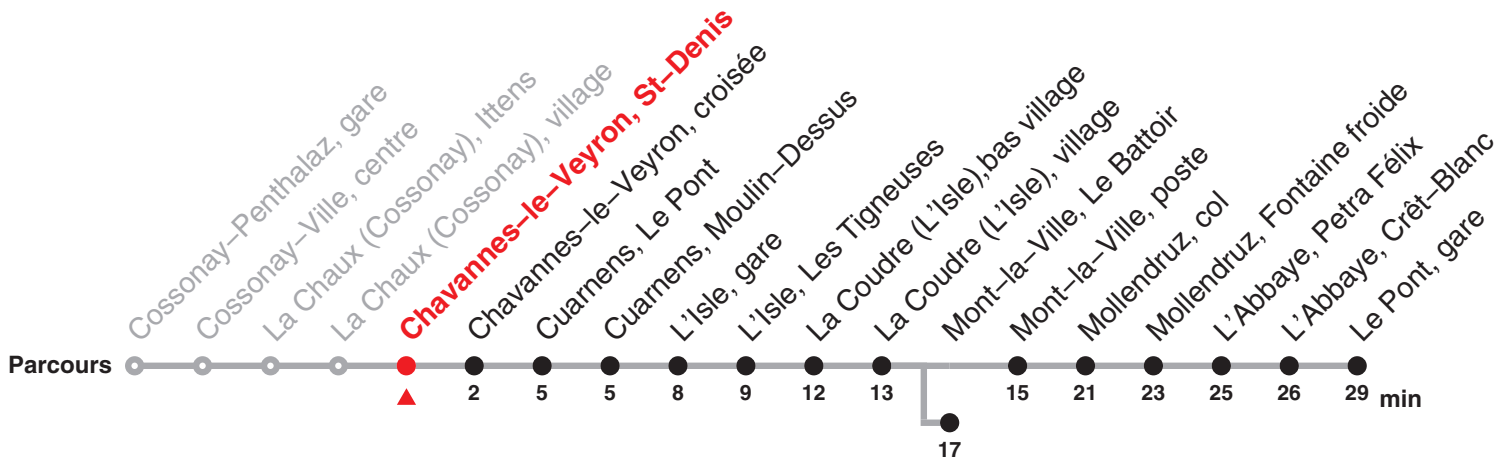 Cossonay–Penthalaz, gare
Cossonay–Ville, centre
La Chaux (Cossonay), Ittens
La Chaux (Cossonay), village
Chavannes–le–Veyron, St–Denis
Chavannes–le–Veyron, croisée
Cuarnens, Le Pont
Cuarnens, Moulin–Dessus
L'Isle, gare
L'Isle, Les Tigneuses
La Coudre (L'Isle),bas village
La Coudre (L'Isle), village
Mont–la–Ville, Le Battoir
Mont–la–Ville, poste
Mollendruz, col
Mollendruz, Fontaine froide
L'Abbaye, Petra Félix
L'Abbaye, Crêt–Blanc
Le Pont, gare
Parcours
2 5 5 8 9 12 13 15 21 23 25 26 29 min
17